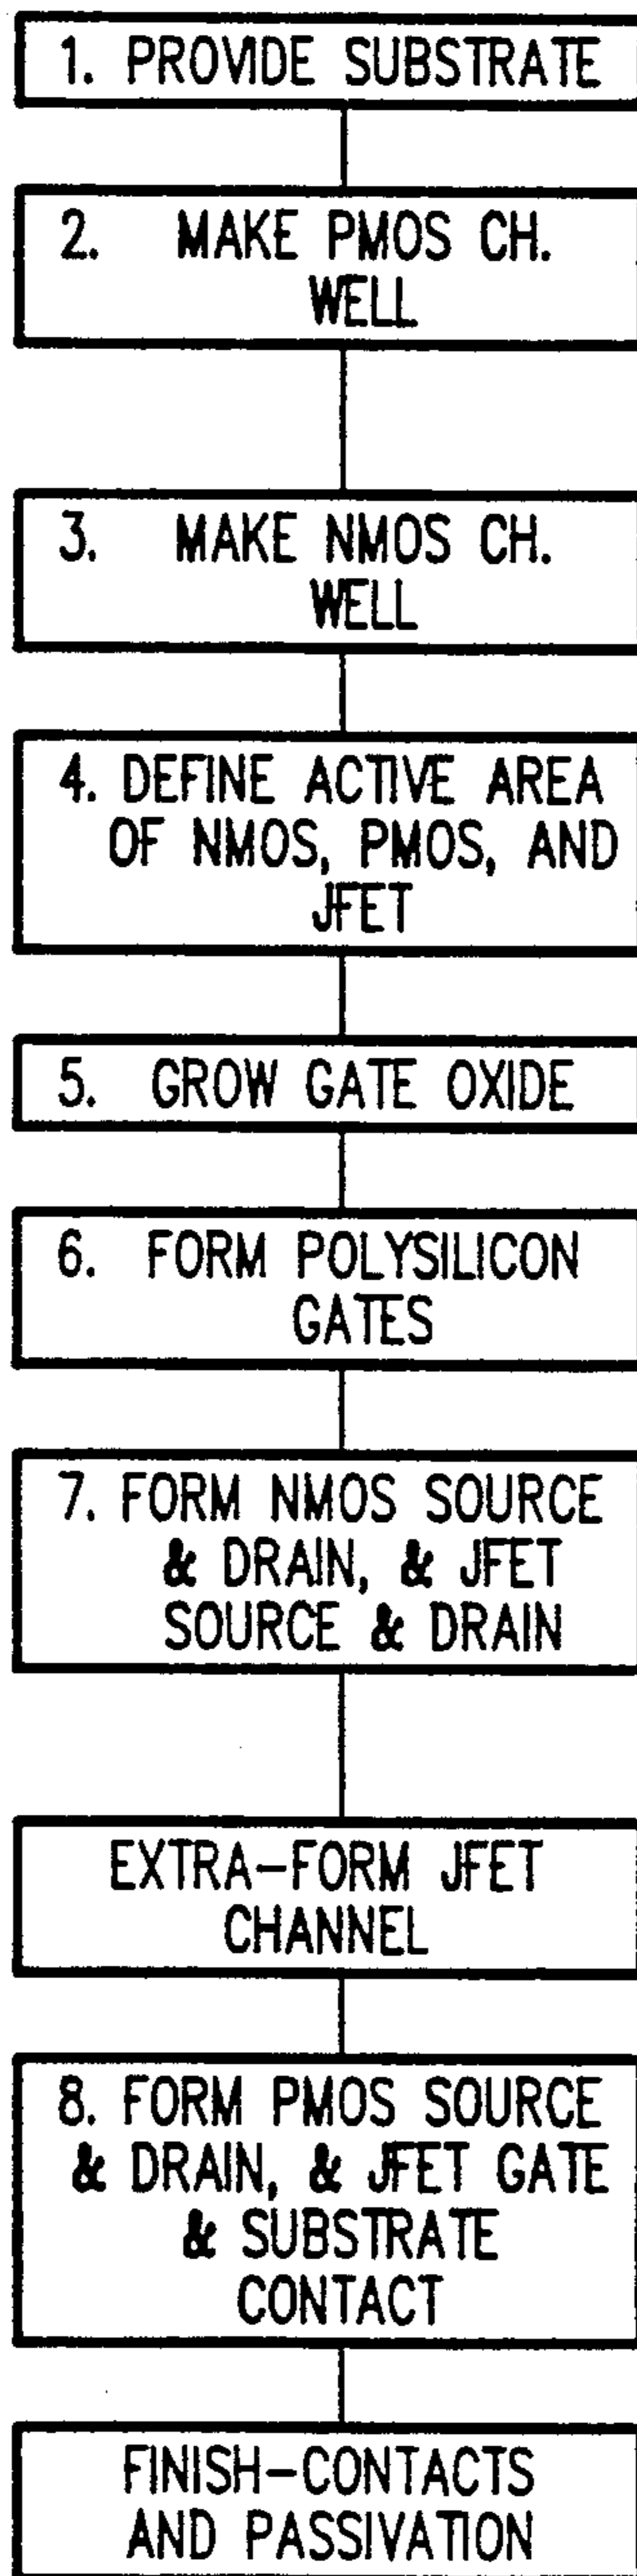 1. PROVIDE SUBSTRATE
2. MAKE PMOS CH.
WELL
3. MAKE NMOS CH.
WELL
4. DEFINE ACTIVE AREA
OF NMOS, PMOS, AND
JFET
5. GROW GATE OXIDE
6. FORM POLYSILICON
GATES
7. FORM NMOS SOURCE
& DRAIN, & JFET
SOURCE & DRAIN
EXTRA-FORM JFET
CHANNEL
8. FORM PMOS SOURCE
& DRAIN, & JFET GATE
& SUBSTRATE
CONTACT
FINISH-CONTACTS
AND PASSIVATION